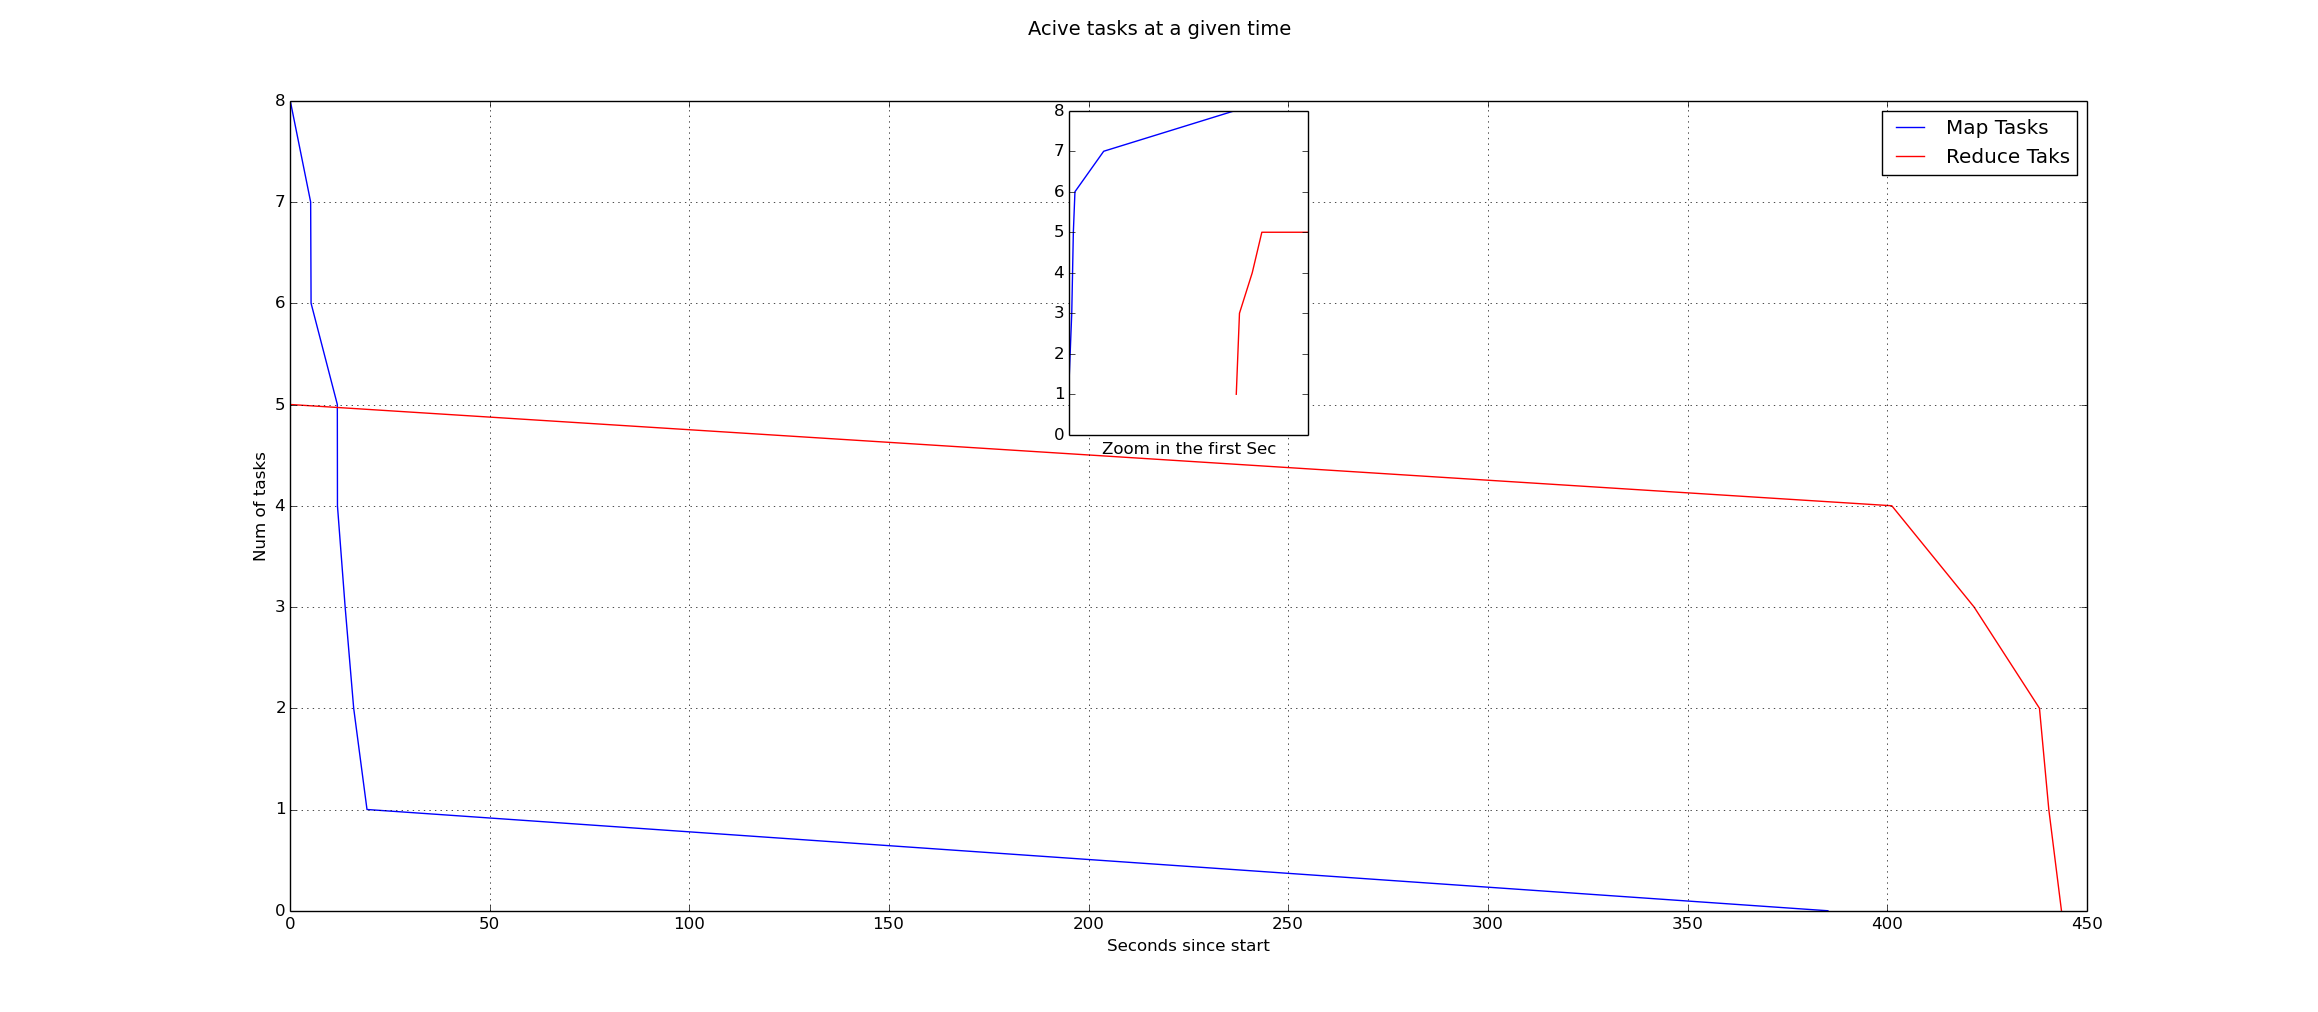 Acive tasks at a given time
8
7
6
5
4
3
2
1
0
Num of tasks
8
7
6
5
4
3
2
1
0
Zoom in the first Sec
Map Tasks
Reduce Taks
0 50 100 150 200 250 300 350 400 450
Seconds since start